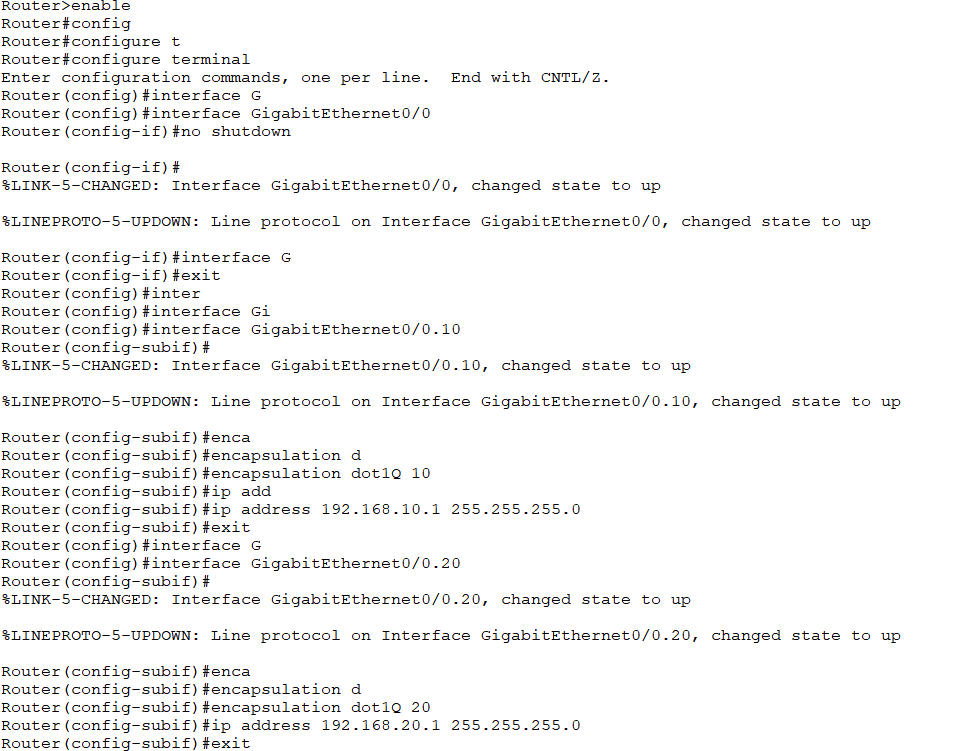 Router>enable
Router#config
Router#configure t
Router#configure terminal
Enter configuration commands, one per line.  End with CNTL/Z.
Router(config)#interface G
Router(config)#interface GigabitEthernet0/0
Router(config-if)#no shutdown
Router(config-if)#
%LINK-5-CHANGED: Interface GigabitEthernet0/0, changed state to up
%LINEPROTO-5-UPDOWN: Line protocol on Interface GigabitEthernet0/0, changed state to up
Router(config-if)#interface G
Router(config-if)#exit
Router(config)#inter
Router(config)#interface Gi
Router(config)#interface GigabitEthernet0/0.10
Router(config-subif)#
%LINK-5-CHANGED: Interface GigabitEthernet0/0.10, changed state to up
%LINEPROTO-5-UPDOWN: Line protocol on Interface GigabitEthernet0/0.10, changed state to up
Router(config-subif)#enca
Router(config-subif)#encapsulation d
Router(config-subif)#encapsulation dot1Q 10
Router(config-subif)#ip add
Router(config-subif)#ip address 192.168.10.1 255.255.255.0
Router(config-subif)#exit
Router(config)#interface G
Router(config)#interface GigabitEthernet0/0.20
Router(config-subif)#
%LINK-5-CHANGED: Interface GigabitEthernet0/0.20, changed state to up
%LINEPROTO-5-UPDOWN: Line protocol on Interface GigabitEthernet0/0.20, changed state to up
Router(config-subif)#enca
Router(config-subif)#encapsulation d
Router(config-subif)#encapsulation dot1Q 20
Router(config-subif)#ip address 192.168.20.1 255.255.255.0
Router(config-subif)#exit